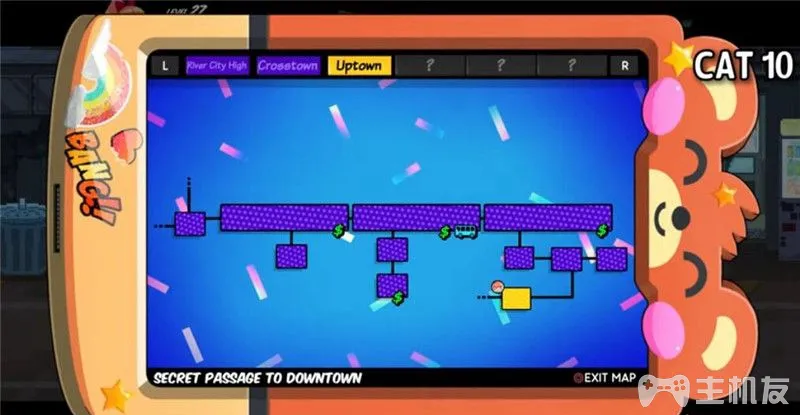 LEVEL 27
L River City High Crosstown Uptown ? ? ? R
CAT 10
BANG!!
$ $ $
$
SECRET PASSAGE TO DOWNTOWN
EXIT MAP
主机友